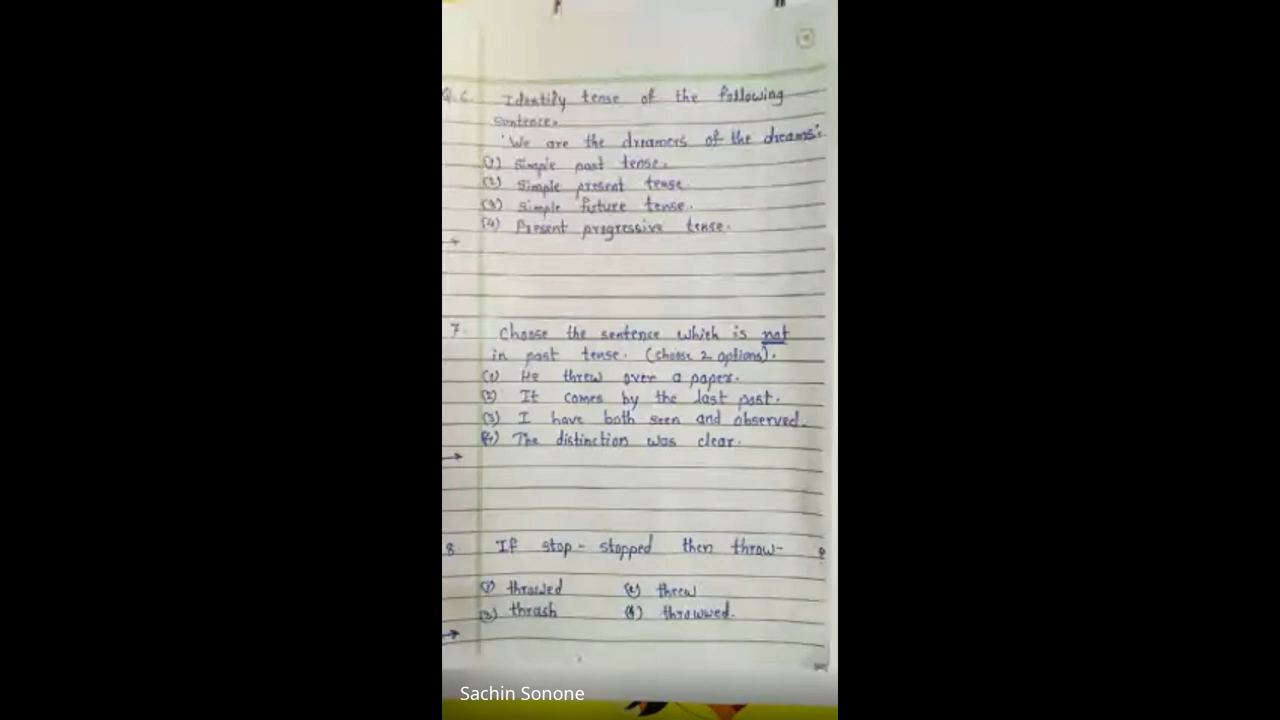 Q.6. Identify tense of the following
sentence.
'We are the dreamers of the dreams'.
(1) Simple past tense.
(2) Simple present tense
(3) Simple future tense.
(4) Present progressive tense.
→
7. Choose the sentence which is not
in past tense. (choose 2 options).
(1) He threw over a paper.
(2) It comes by the last post.
(3) I have both seen and observed.
(4) The distinction was clear.
→
8 If stop - stopped then throw- ?
(1) throwed (2) threw
(3) thrash (4) throwwed.
→
Sachin Sonone